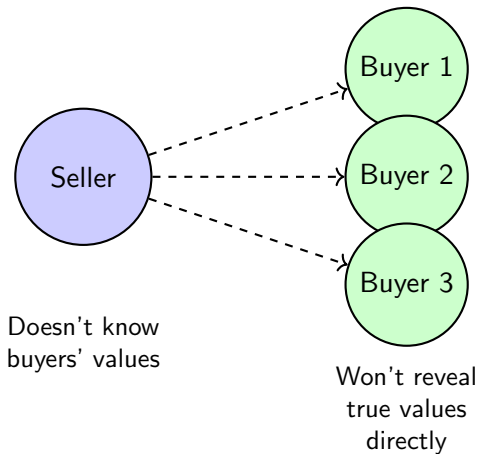 Buyer 1
Seller
Buyer 2
Buyer 3
Doesn't know
buyers' values
Won't reveal
true values
directly